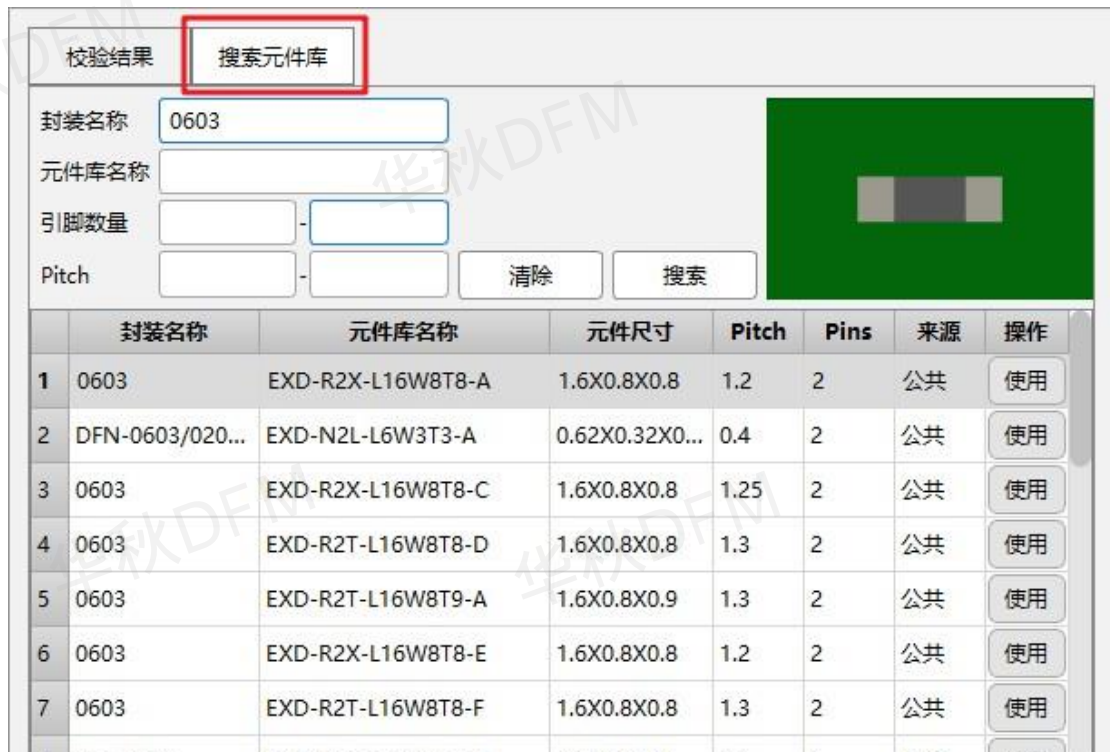 校验结果 搜索元件库
封装名称 0603
元件库名称
引脚数量 -
Pitch - 清除 搜索
封装名称 元件库名称 元件尺寸 Pitch Pins 来源 操作
1 0603 EXD-R2X-L16W8T8-A 1.6X0.8X0.8 1.2 2 公共 使用
2 DFN-0603/020... EXD-N2L-L6W3T3-A 0.62X0.32X0... 0.4 2 公共 使用
3 0603 EXD-R2X-L16W8T8-C 1.6X0.8X0.8 1.25 2 公共 使用
4 0603 EXD-R2T-L16W8T8-D 1.6X0.8X0.8 1.3 2 公共 使用
5 0603 EXD-R2T-L16W8T9-A 1.6X0.8X0.9 1.3 2 公共 使用
6 0603 EXD-R2X-L16W8T8-E 1.6X0.8X0.8 1.2 2 公共 使用
7 0603 EXD-R2T-L16W8T8-F 1.6X0.8X0.8 1.3 2 公共 使用
华秋DFM
华秋DFM
华秋DFM